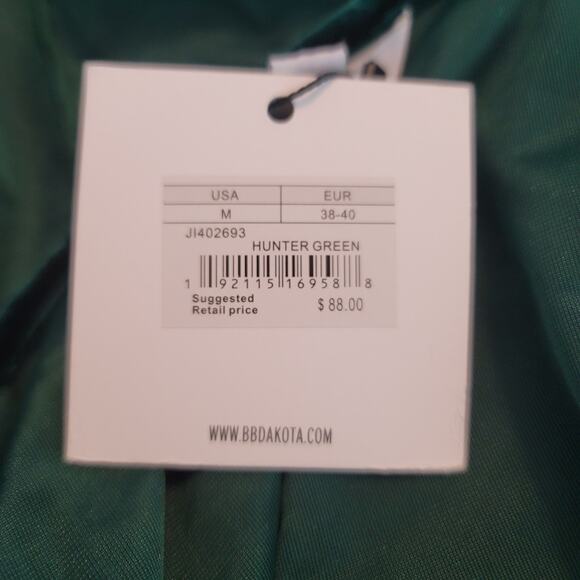 USA EUR
M 38-40
JI402693
HUNTER GREEN
1 92115 16958 8
Suggested
Retail price $ 88.00
WWW.BBDAKOTA.COM